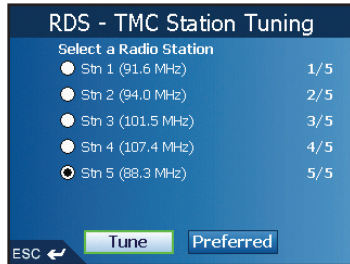 RDS - TMC Station Tuning
Select a Radio Station
Stn 1 (91.6 MHz) 1/5
Stn 2 (94.0 MHz) 2/5
Stn 3 (101.5 MHz) 3/5
Stn 4 (107.4 MHz) 4/5
Stn 5 (88.3 MHz) 5/5
Tune Preferred
ESC